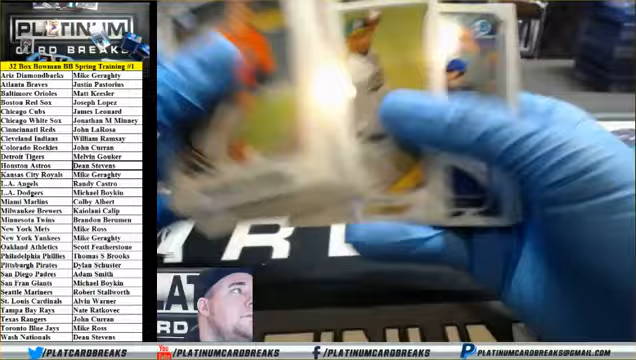 PLATINUM
CARD BREAKS
32 Box Bowman BB Spring Training #1
Ariz Diamondbacks Mike Geraghty
Atlanta Braves Justin Pastorius
Baltimore Orioles Matt Keesler
Boston Red Sox Joseph Lopez
Chicago Cubs James Leonard
Chicago White Sox Jonathan M Minney
Cinncinnati Reds John LaRosa
Cleveland Indians William Ramsay
Colorado Rockies John Curran
Detroit Tigers Melvin Gouker
Houston Astros Dean Stevens
Kansas City Royals Mike Geraghty
L.A. Angels Randy Castro
L.A. Dodgers Michael Boykin
Miami Marlins Colby Albert
Milwaukee Brewers Kaiolani Calip
Minnesota Twins Brandon Berumen
New York Mets Mike Ross
New York Yankees Mike Geraghty
Oakland Athletics Scott Featherstone
Philadelphia Phillies Thomas S Brooks
Pittsburgh Pirates Dylan Schuster
San Diego Padres Adam Smith
San Fran Giants Michael Boykin
Seattle Mariners Robert Stallworth
St. Louis Cardinals Alvin Warner
Tampa Bay Rays Nate Ratkovec
Texas Rangers John Curran
Toronto Blue Jays Mike Ross
Wash Nationals Dean Stevens
/PLATCARDBREAKS
You Tube /PLATINUMCARDBREAKS
/PLATINUMCARDBREAKS
PLATINUMCARDBREAKS@GMAIL.COM